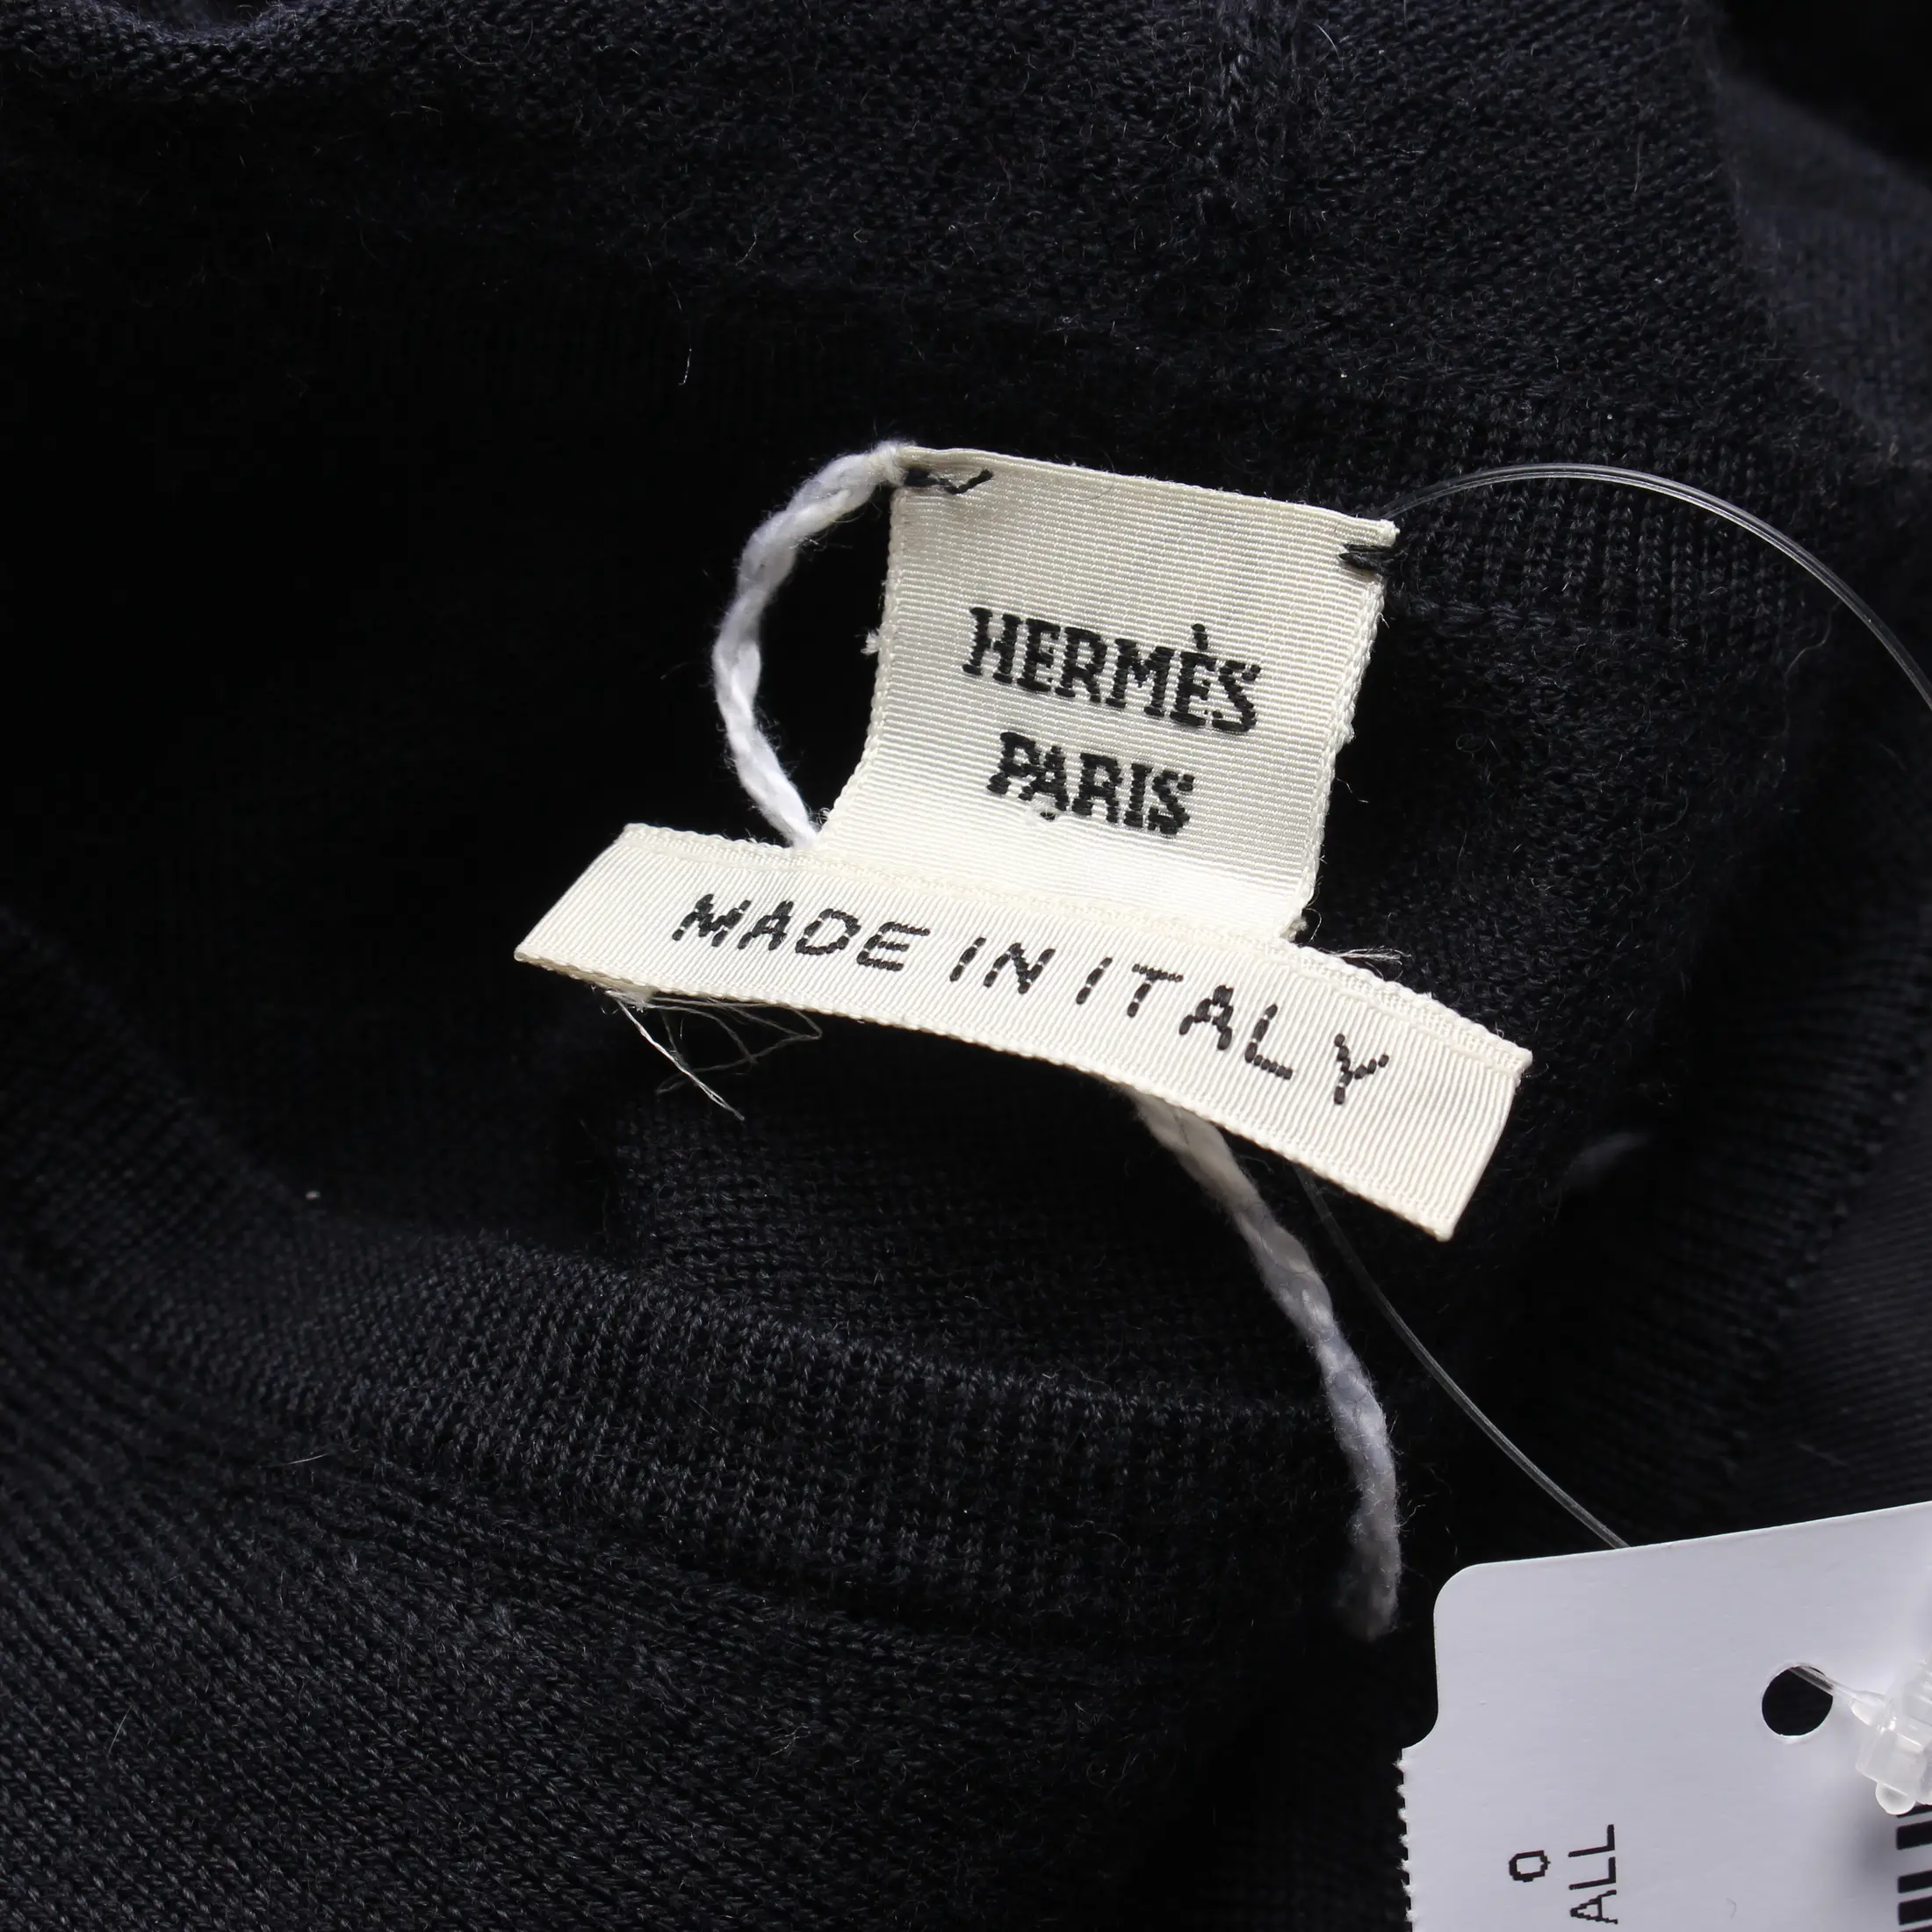 HERMÈS
PARIS
MADE IN ITALY
O
ALL